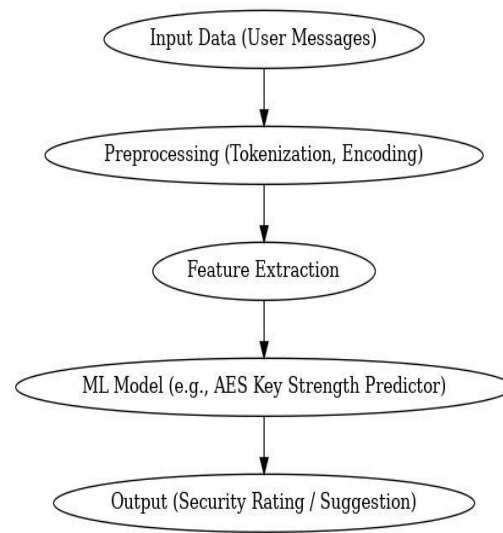 Input Data (User Messages)
Preprocessing (Tokenization, Encoding)
Feature Extraction
ML Model (e.g., AES Key Strength Predictor)
Output (Security Rating / Suggestion)